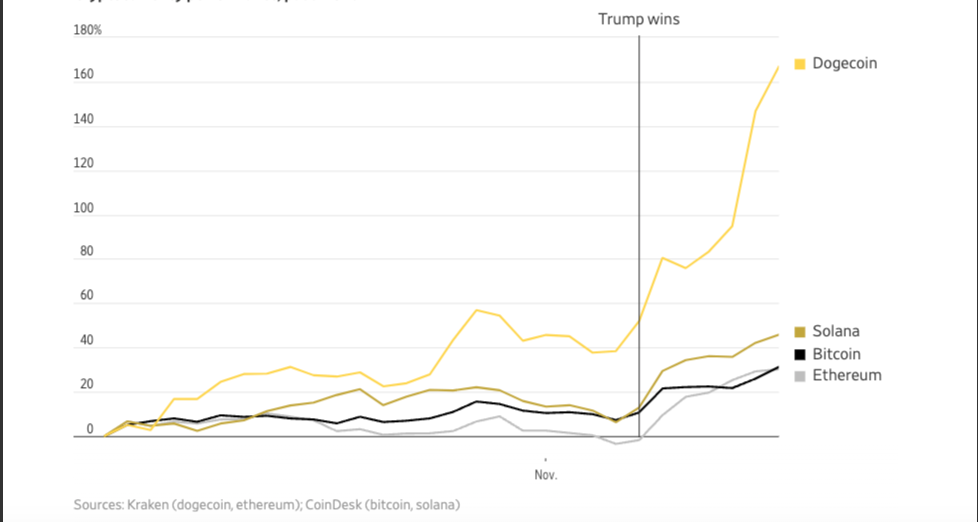 Trump wins
180%
160
140
120
100
80
60
40
20
0
Dogecoin
Solana
Bitcoin
Ethereum
Nov.
Sources: Kraken (dogecoin, ethereum); CoinDesk (bitcoin, solana)